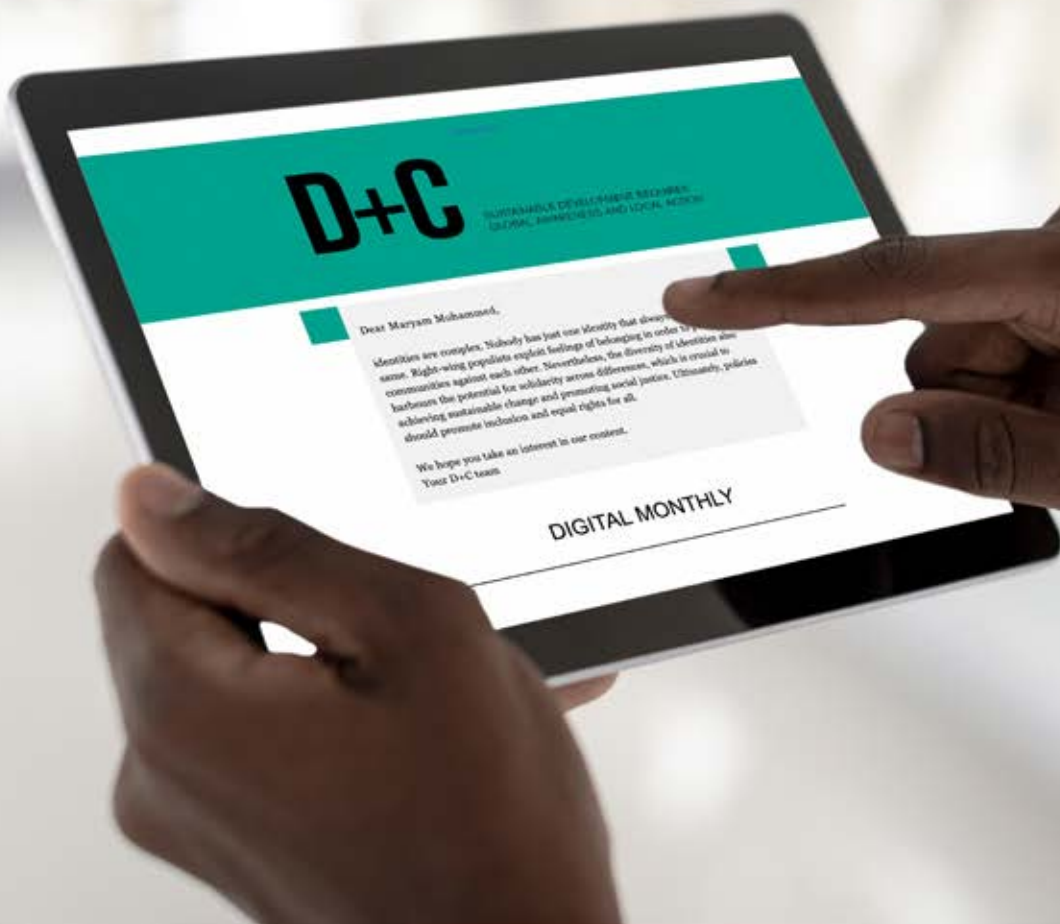 D+C
SUSTAINABLE DEVELOPMENT REQUIRES
GLOBAL AWARENESS AND LOCAL ACTION
Dear Maryam Mohammed,
identities are complex. Nobody has just one identity that always
same. Right-wing populists exploit feelings of belonging in order to
communities against each other. Nevertheless, the diversity of identities also
harbours the potential for solidarity across differences, which is crucial to
achieving sustainable change and promoting social justice. Ultimately, policies
should promote inclusion and equal rights for all.
We hope you take an interest in our content.
Your D+C team
DIGITAL MONTHLY